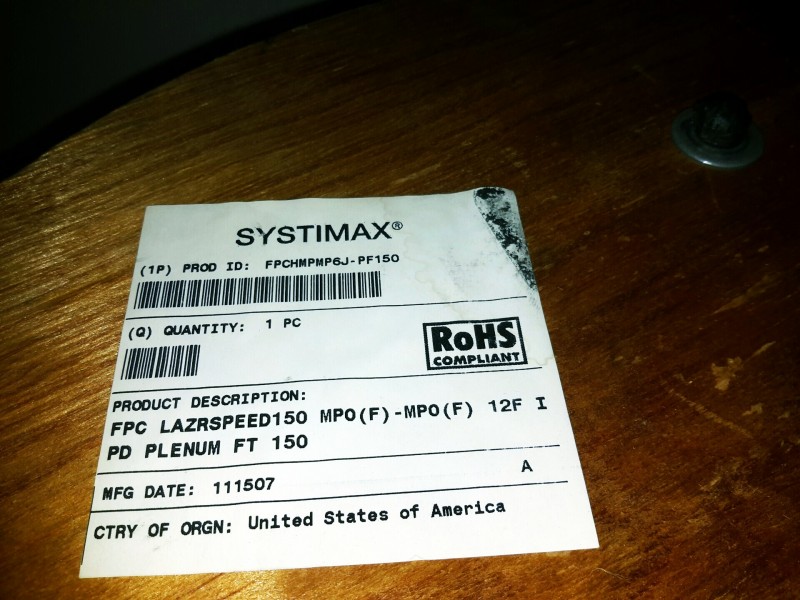 SYSTIMAX®
(1P) PROD ID: FPCHMPMP6J-PF150
(Q) QUANTITY: 1 PC
RoHS
COMPLIANT
PRODUCT DESCRIPTION:
FPC LAZRSPEED150 MPO(F)-MPO(F) 12F I
PD PLENUM FT 150
MFG DATE: 111507 A
CTRY OF ORGN: United States of America